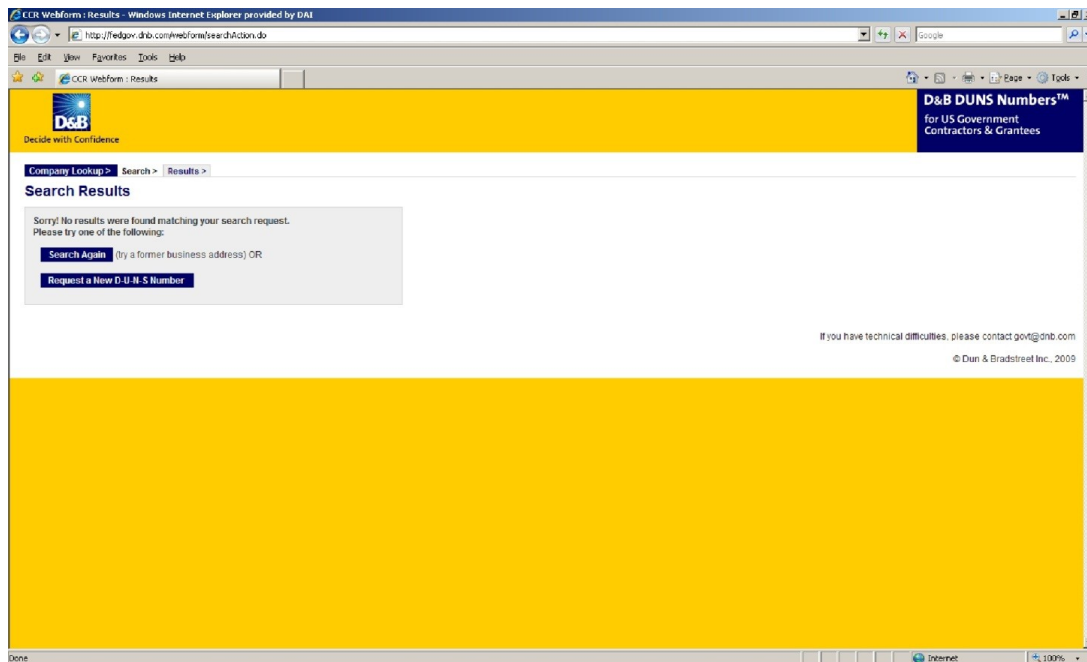 CCR Webform : Results - Windows Internet Explorer provided by DAI
http://fedgov.dnb.com/webform/searchAction.do
Google
File Edit View Favorites Tools Help
CCR Webform : Results
Page Tools
D&B
Decide with Confidence
D&B DUNS Numbers™
for US Government
Contractors & Grantees
Company Lookup > Search > Results >
Search Results
Sorry! No results were found matching your search request.
Please try one of the following:
Search Again (try a former business address) OR
Request a New D-U-N-S Number
If you have technical difficulties, please contact govt@dnb.com
© Dun & Bradstreet Inc., 2009
Done Internet 100%